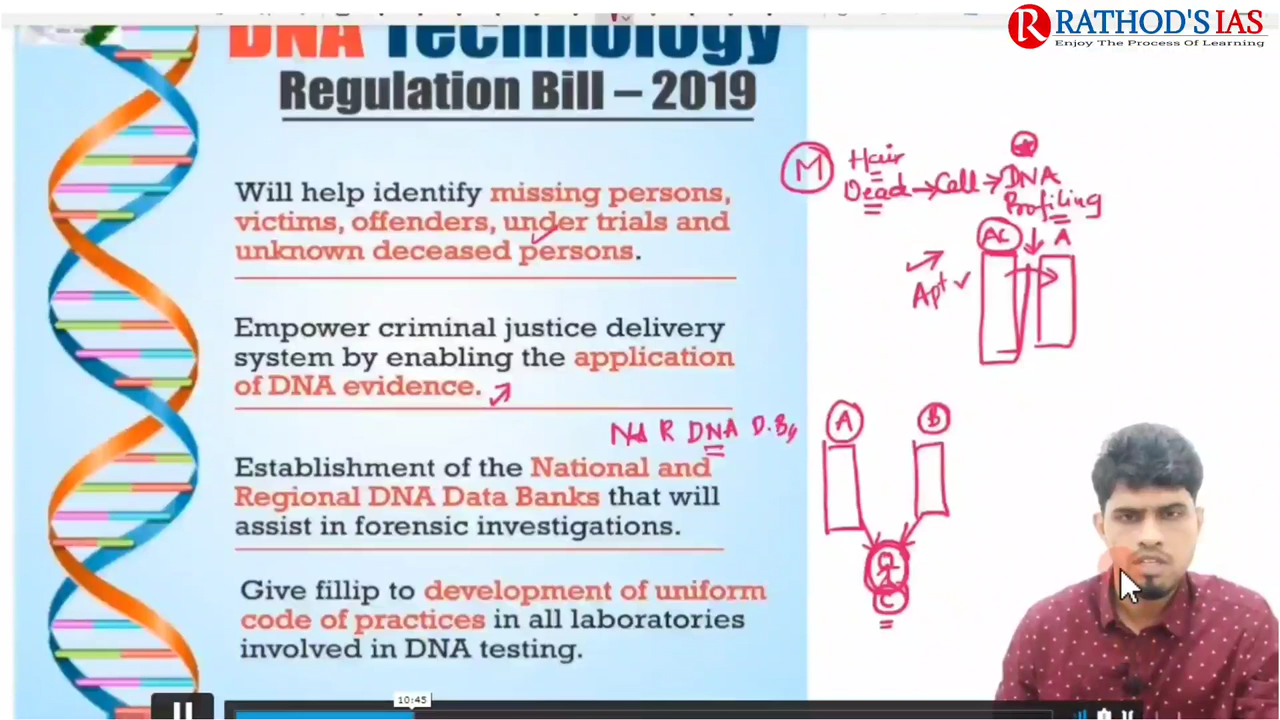 RATHOD'S IAS
Enjoy The Process Of Learning
DNA Technology
Regulation Bill – 2019
Will help identify missing persons,
victims, offenders, under trials and
unknown deceased persons.
Empower criminal justice delivery
system by enabling the application
of DNA evidence.
Establishment of the National and
Regional DNA Data Banks that will
assist in forensic investigations.
Give fillip to development of uniform
code of practices in all laboratories
involved in DNA testing.
M
Hair
Dead → Cell → DNA
Profiling
A
R DNA D.B
A
B
C
10:45